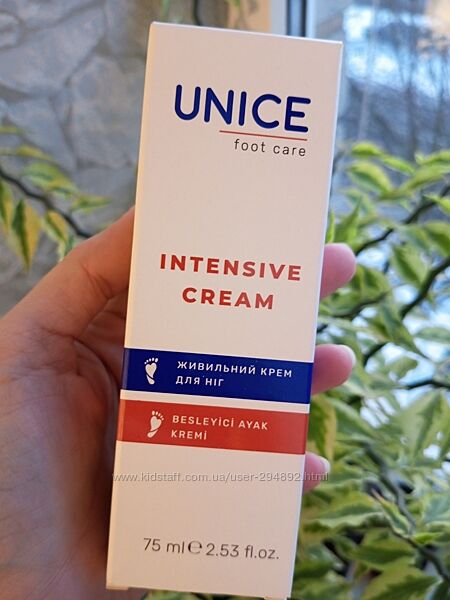 UNICE
foot care
INTENSIVE
CREAM
ЖИВИЛЬНИЙ КРЕМ
ДЛЯ НІГ
BESLEYİCİ AYAK
KREMİ
www.kidstaff.com.ua/user-294892.html
75 ml e 2.53 fl.oz.